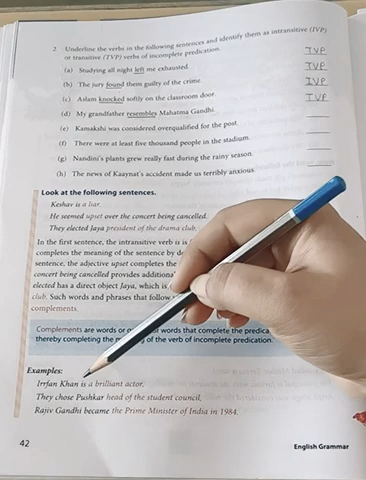 2 Underline the verbs in the following sentences and identify them as intransitive (IVP)
or transitive (TVP) verbs of incomplete predication.
(a) Studying all night left me exhausted. TVP
(b) The jury found them guilty of the crime. TVP
(c) Aslam knocked softly on the classroom door. IVP
(d) My grandfather resembles Mahatma Gandhi. TVP
(e) Kamakshi was considered overqualified for the post.
(f) There were at least five thousand people in the stadium.
(g) Nandini's plants grew really fast during the rainy season.
(h) The news of Kaaynat's accident made us terribly anxious.
Look at the following sentences.
Keshav is a liar.
He seemed upset over the concert being cancelled.
They elected Jaya president of the drama club.
In the first sentence, the intransitive verb is is
completes the meaning of the sentence by de
sentence, the adjective upset completes the
concert being cancelled provides additional
elected has a direct object Jaya, which is
club. Such words and phrases that follow
complements.
Complements are words or words that complete the predica
thereby completing the of the verb of incomplete predication.
Examples:
Irrfan Khan is a brilliant actor.
They chose Pushkar head of the student council.
Rajiv Gandhi became the Prime Minister of India in 1984.
42
English Grammar